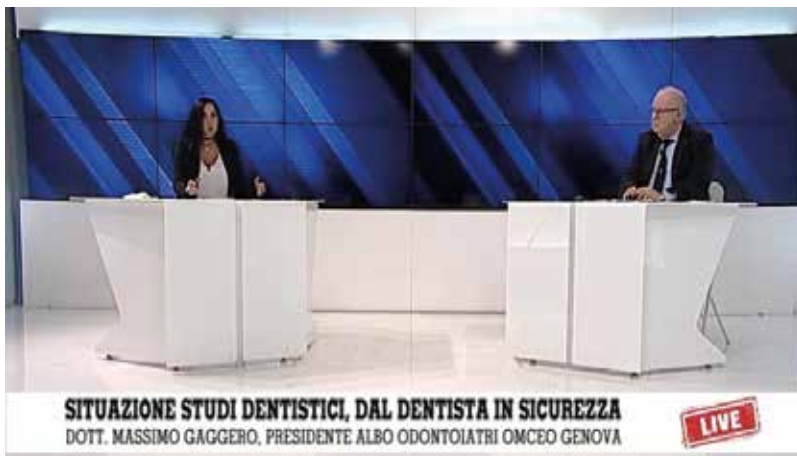 SITUAZIONE STUDI DENTISTICI, DAL DENTISTA IN SICUREZZA
DOTT. MASSIMO GAGGERO, PRESIDENTE ALBO ODONTOIATRI OMCEO GENOVA
LIVE